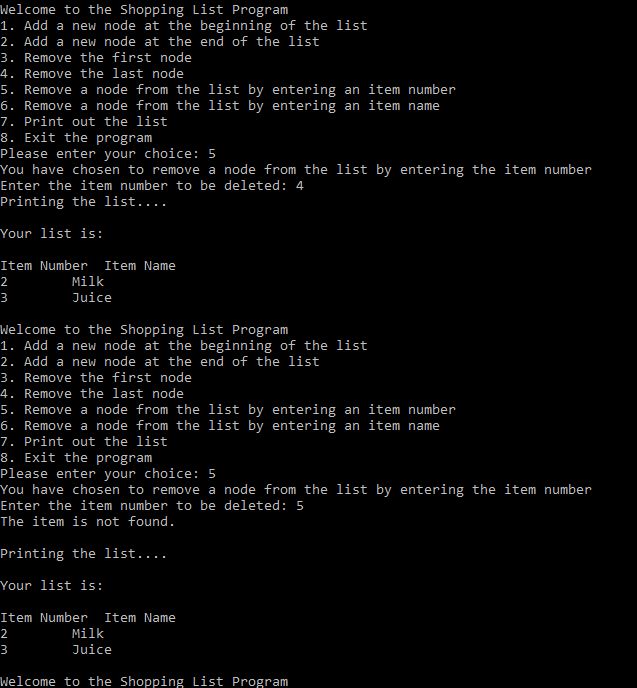 Welcome to the Shopping List Program
1. Add a new node at the beginning of the list
2. Add a new node at the end of the list
3. Remove the first node
4. Remove the last node
5. Remove a node from the list by entering an item number
6. Remove a node from the list by entering an item name
7. Print out the list
8. Exit the program
Please enter your choice: 5
You have chosen to remove a node from the list by entering the item number
Enter the item number to be deleted: 4
Printing the list....
Your list is:
Item Number  Item Name
2        Milk
3        Juice
Welcome to the Shopping List Program
1. Add a new node at the beginning of the list
2. Add a new node at the end of the list
3. Remove the first node
4. Remove the last node
5. Remove a node from the list by entering an item number
6. Remove a node from the list by entering an item name
7. Print out the list
8. Exit the program
Please enter your choice: 5
You have chosen to remove a node from the list by entering the item number
Enter the item number to be deleted: 5
The item is not found.
Printing the list....
Your list is:
Item Number  Item Name
2        Milk
3        Juice
Welcome to the Shopping List Program